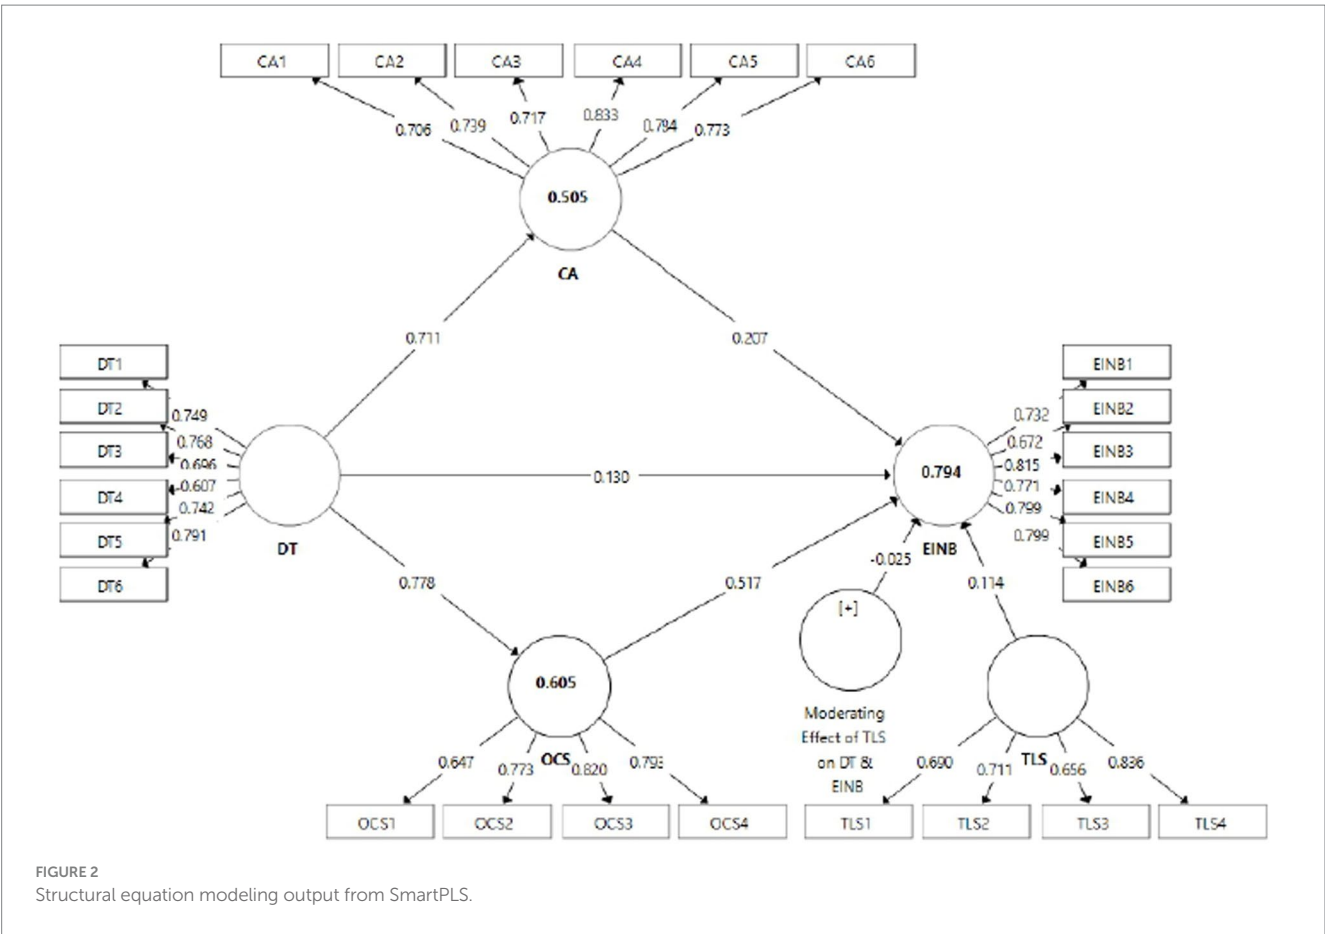 CA1 CA2 CA3 CA4 CA5 CA6
0.706 0.739 0.717 0.833 0.794 0.773
0.505
CA
0.711 0.207
DT1
DT2
DT3
DT4
DT5
DT6
0.749
0.768
0.696
0.607
0.742
0.791
DT
0.130
0.732
0.672
0.815
0.771
0.799
0.799
0.794
EINB
EINB1
EINB2
EINB3
EINB4
EINB5
EINB6
0.778 0.517 -0.025 0.114
[+]
Moderating
Effect of TLS
on DT &
EINB
0.605
OCS
0.647 0.773 0.820 0.793
OCS1 OCS2 OCS3 OCS4
TLS
0.690 0.711 0.656 0.836
TLS1 TLS2 TLS3 TLS4
FIGURE 2
Structural equation modeling output from SmartPLS.